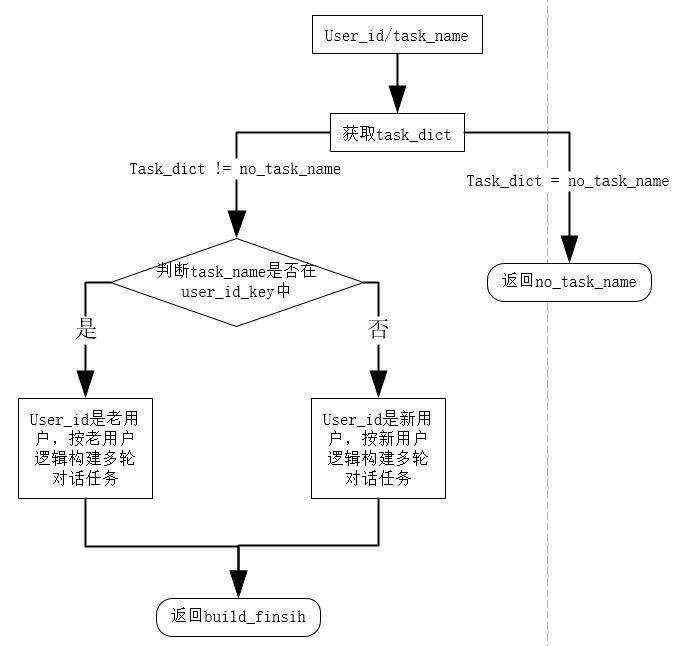 User_id/task_name
获取task_dict
Task_dict != no_task_name
Task_dict = no_task_name
判断task_name是否在
user_id_key中
返回no_task_name
是
否
User_id是老用
户，按老用户
逻辑构建多轮
对话任务
User_id是新用
户，按新用户
逻辑构建多轮
对话任务
返回build_finsih